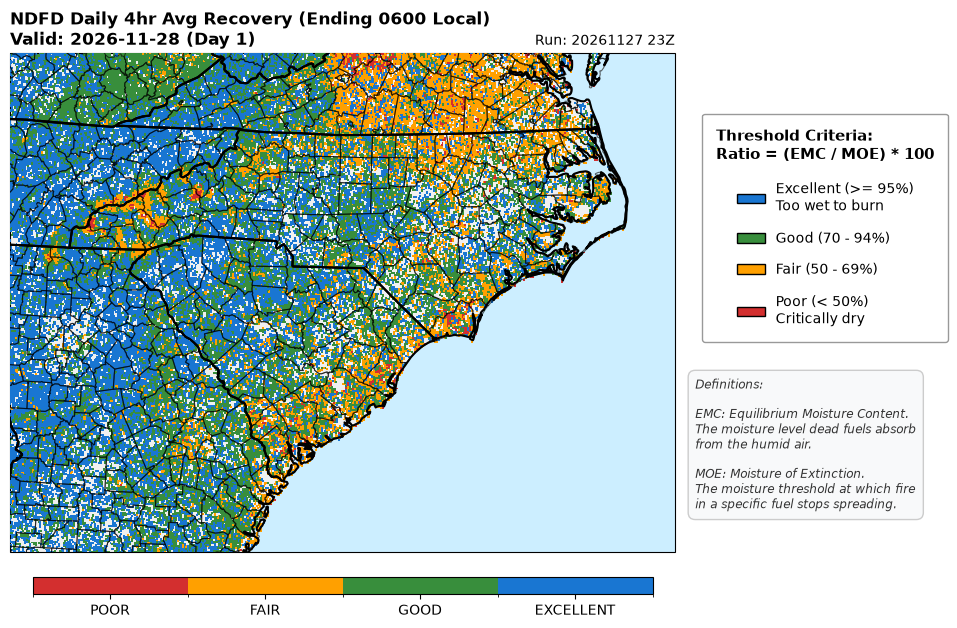 NDFD Daily 4hr Avg Recovery (Ending 0600 Local)
Valid: 2026-11-28 (Day 1)
Run: 20261127 23Z
Threshold Criteria:
Ratio = (EMC / MOE) * 100
Excellent (>= 95%)
Too wet to burn
Good (70 - 94%)
Fair (50 - 69%)
Poor (< 50%)
Critically dry
Definitions:
EMC: Equilibrium Moisture Content.
The moisture level dead fuels absorb
from the humid air.
MOE: Moisture of Extinction.
The moisture threshold at which fire
in a specific fuel stops spreading.
POOR FAIR GOOD EXCELLENT